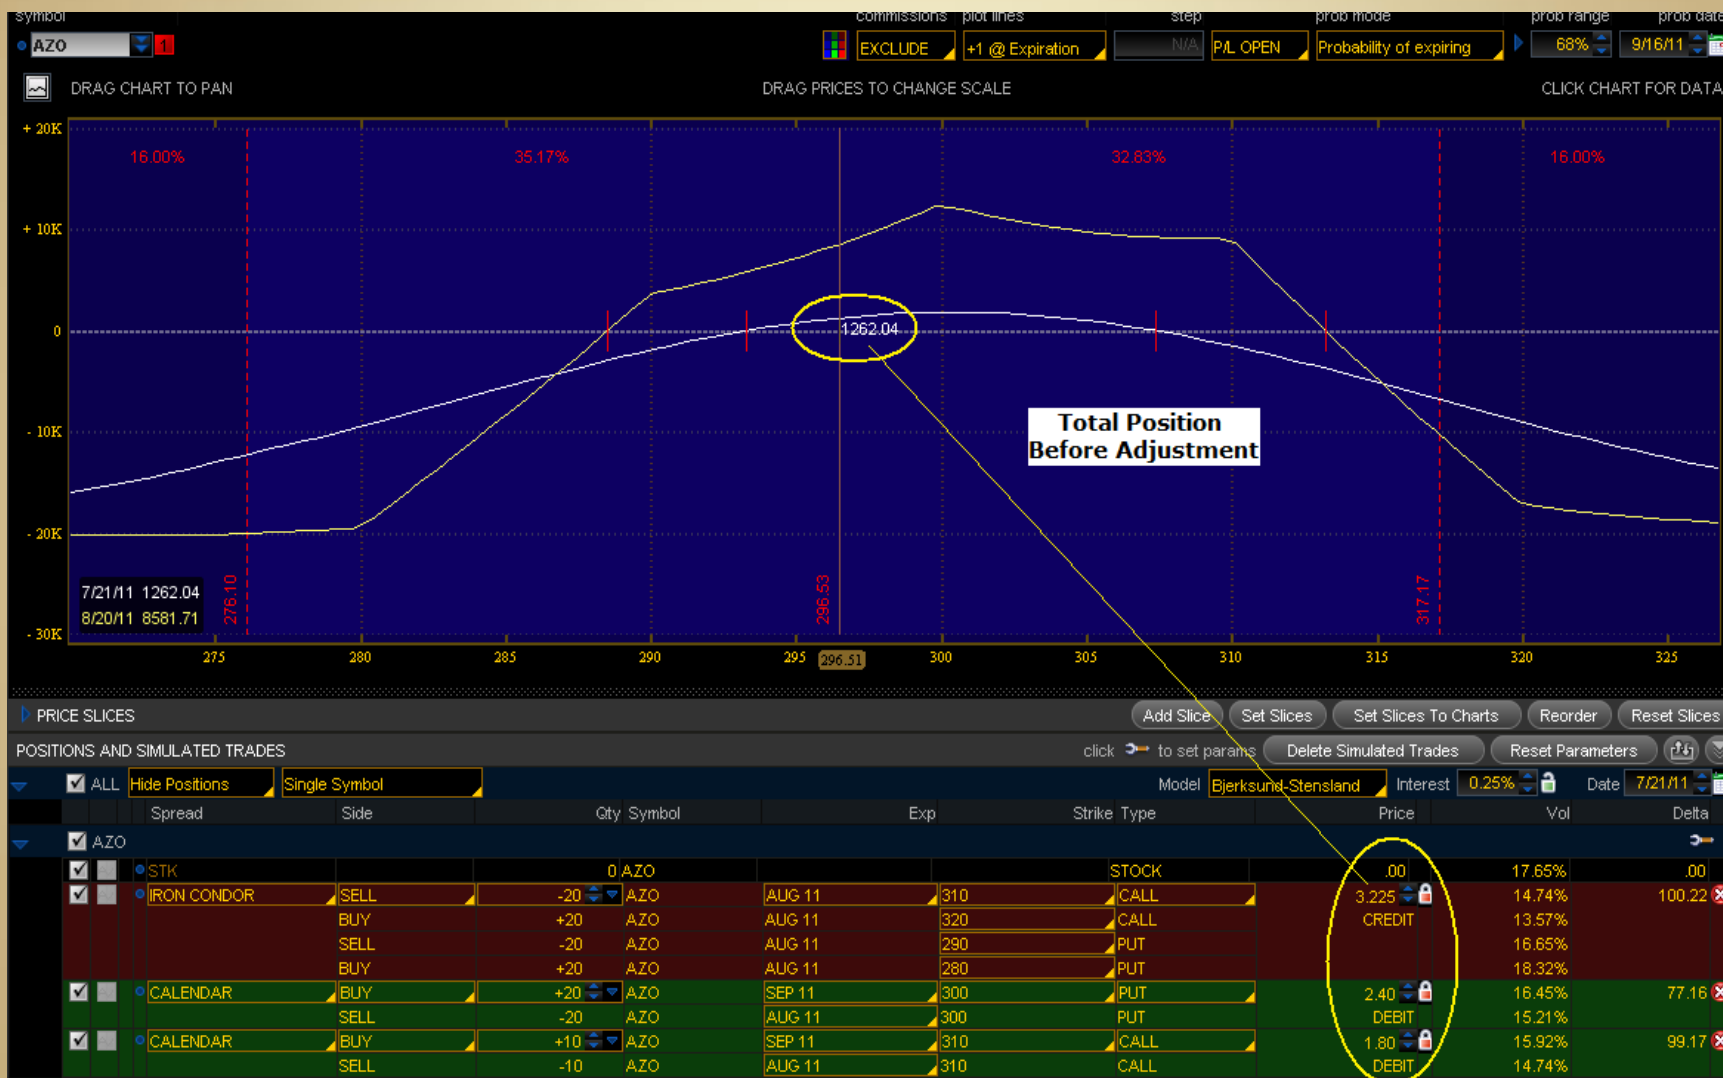 symbol commissions plot lines step prob mode prob range prob date
AZO 1 EXCLUDE +1 @ Expiration N/A P/L OPEN Probability of expiring 68% 9/16/11
DRAG CHART TO PAN DRAG PRICES TO CHANGE SCALE CLICK CHART FOR DATA
+ 20K
16.00% 35.17% 32.83% 16.00%
+ 10K
0 1262.04
Total Position
Before Adjustment
- 10K
- 20K
276.10 296.53 317.17
7/21/11 1262.04
8/20/11 8581.71
- 30K
275 280 285 290 295 296.51 300 305 310 315 320 325
PRICE SLICES Add Slice Set Slices Set Slices To Charts Reorder Reset Slices
POSITIONS AND SIMULATED TRADES click to set params Delete Simulated Trades Reset Parameters
ALL Hide Positions Single Symbol Model Bjerksund-Stensland Interest 0.25% Date 7/21/11
Spread Side Qty Symbol Exp Strike Type Price Vol Delta
AZO
STK 0 AZO STOCK .00 17.65% .00
IRON CONDOR SELL -20 AZO AUG 11 310 CALL 3.225 14.74% 100.22
BUY +20 AZO AUG 11 320 CALL CREDIT 13.57%
SELL -20 AZO AUG 11 290 PUT 16.65%
BUY +20 AZO AUG 11 280 PUT 18.32%
CALENDAR BUY +20 AZO SEP 11 300 PUT 2.40 16.45% 77.16
SELL -20 AZO AUG 11 300 PUT DEBIT 15.21%
CALENDAR BUY +10 AZO SEP 11 310 CALL 1.80 15.92% 99.17
SELL -10 AZO AUG 11 310 CALL DEBIT 14.74%